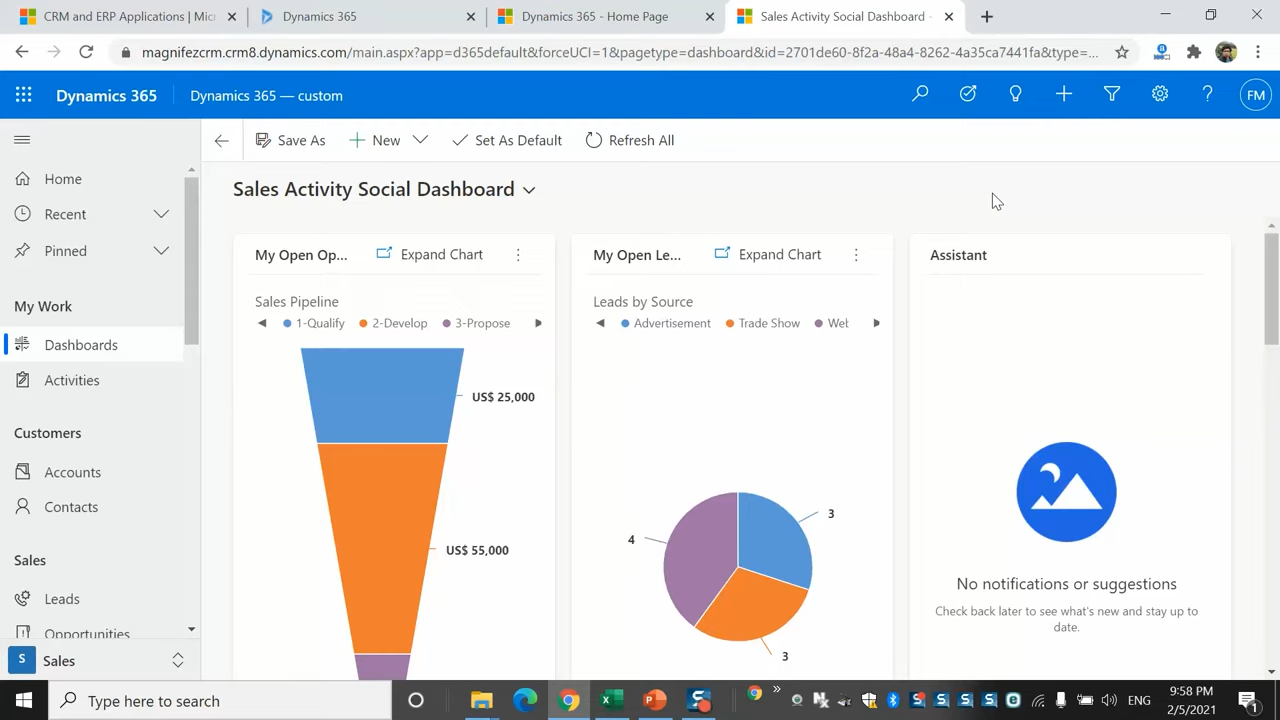 CRM and ERP Applications | Micr
Dynamics 365
Dynamics 365 - Home Page
Sales Activity Social Dashboard -
magnifezcrm.crm8.dynamics.com/main.aspx?app=d365default&forceUCI=1&pagetype=dashboard&id=2701de60-8f2a-48a4-8262-4a35ca7441fa&type=...
Dynamics 365
Dynamics 365 — custom
FM
Save As
New
Set As Default
Refresh All
Home
Recent
Pinned
My Work
Dashboards
Activities
Customers
Accounts
Contacts
Sales
Leads
Opportunities
S Sales
Sales Activity Social Dashboard
My Open Op...
Expand Chart
Sales Pipeline
1-Qualify
2-Develop
3-Propose
US$ 25,000
US$ 55,000
My Open Le...
Expand Chart
Leads by Source
Advertisement
Trade Show
Web
3
4
3
Assistant
No notifications or suggestions
Check back later to see what's new and stay up to
date.
Type here to search
ENG
9:58 PM
2/5/2021
1